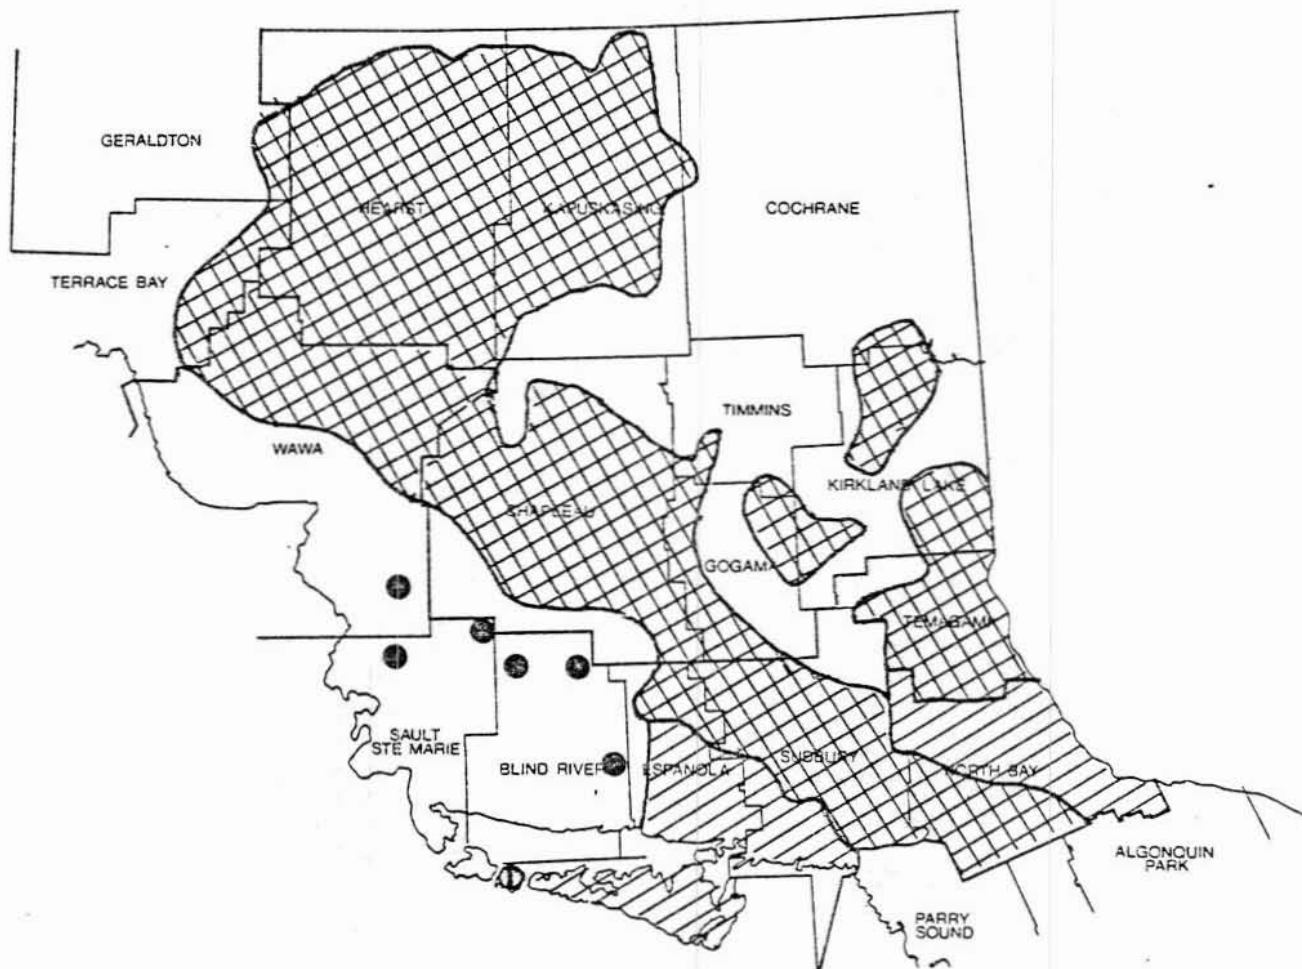 GERALDTON
HEARST
KAPUSKASING
COCHRANE
TERRACE BAY
TIMMINS
WAWA
KIRKLAND LAKE
CHAPLEAU
GOGAMA
TEMAGAMI
SAULT
STE MARIE
BLIND RIVER
ESPANOLA
SUDBURY
NORTH BAY
ALGONQUIN
PARK
PARRY
SOUND